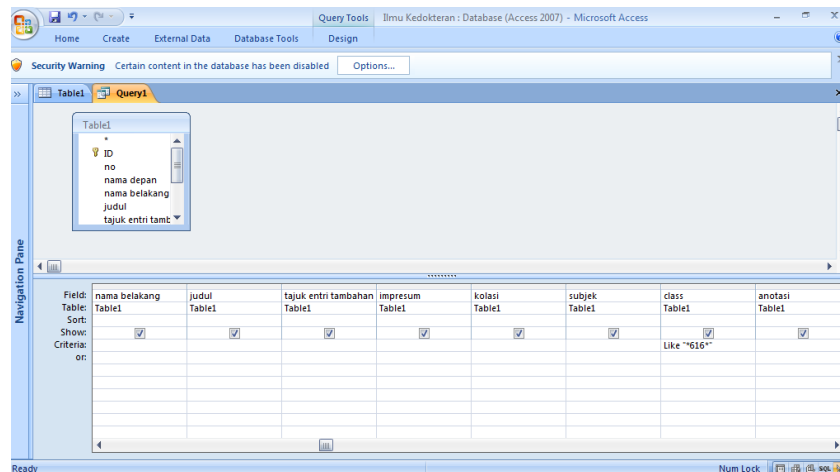 Query Tools Ilmu Kedokteran : Database (Access 2007) - Microsoft Access
Home Create External Data Database Tools Design
Security Warning Certain content in the database has been disabled Options...
Table1 Query1
Table1
*
ID
no
nama depan
nama belakang
judul
tajuk entri tamb
Navigation Pane
Field: nama belakang judul tajuk entri tambahan impresum kolasi subjek class anotasi
Table: Table1 Table1 Table1 Table1 Table1 Table1 Table1 Table1
Sort:
Show:
Criteria: Like "*616*"
or:
Ready Num Lock SQL